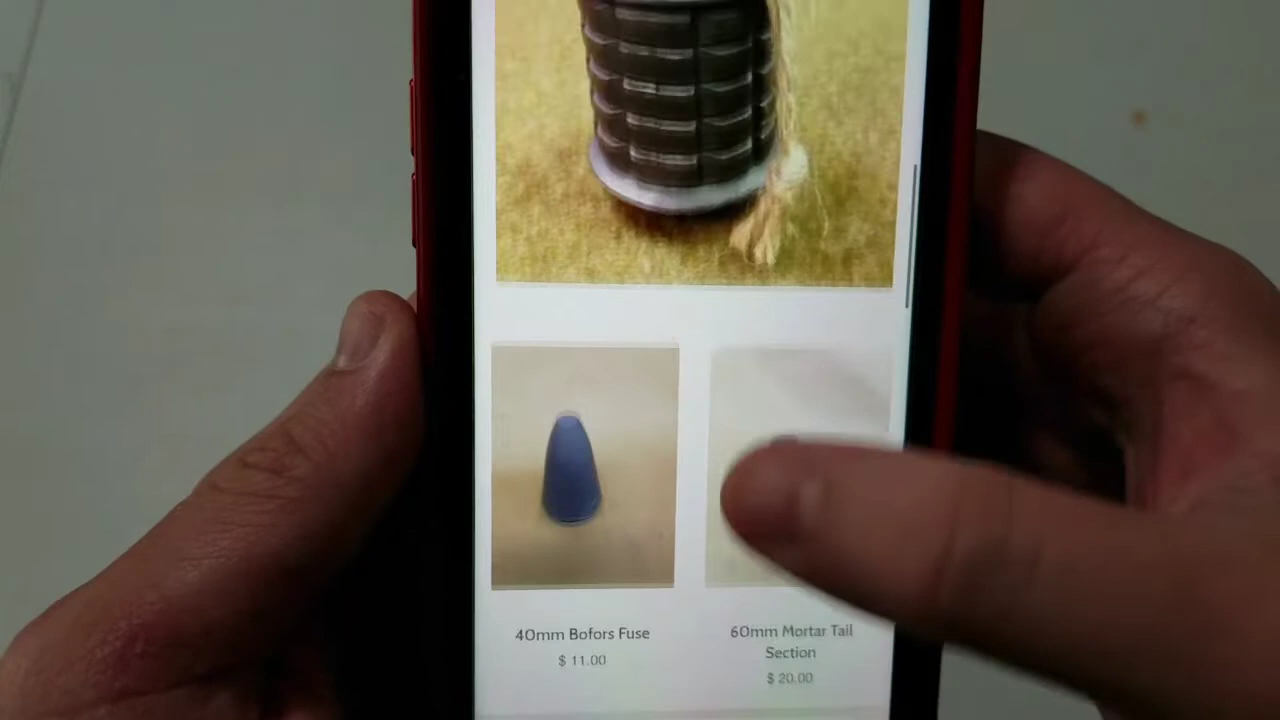 40mm Bofors Fuse
$ 11.00
60mm Mortar Tail
Section
$ 20.00